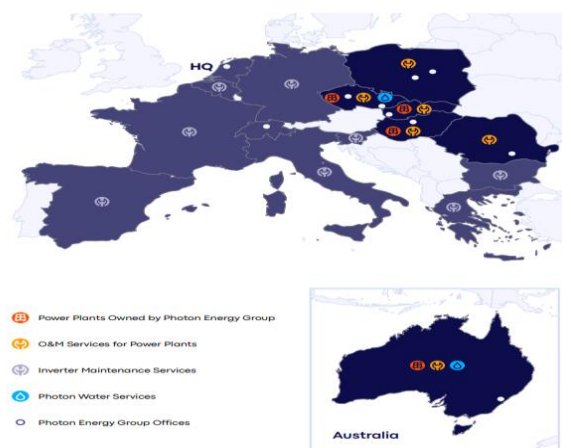 HQ
Power Plants Owned by Photon Energy Group
O&M Services for Power Plants
Inverter Maintenance Services
Photon Water Services
Photon Energy Group Offices
Australia